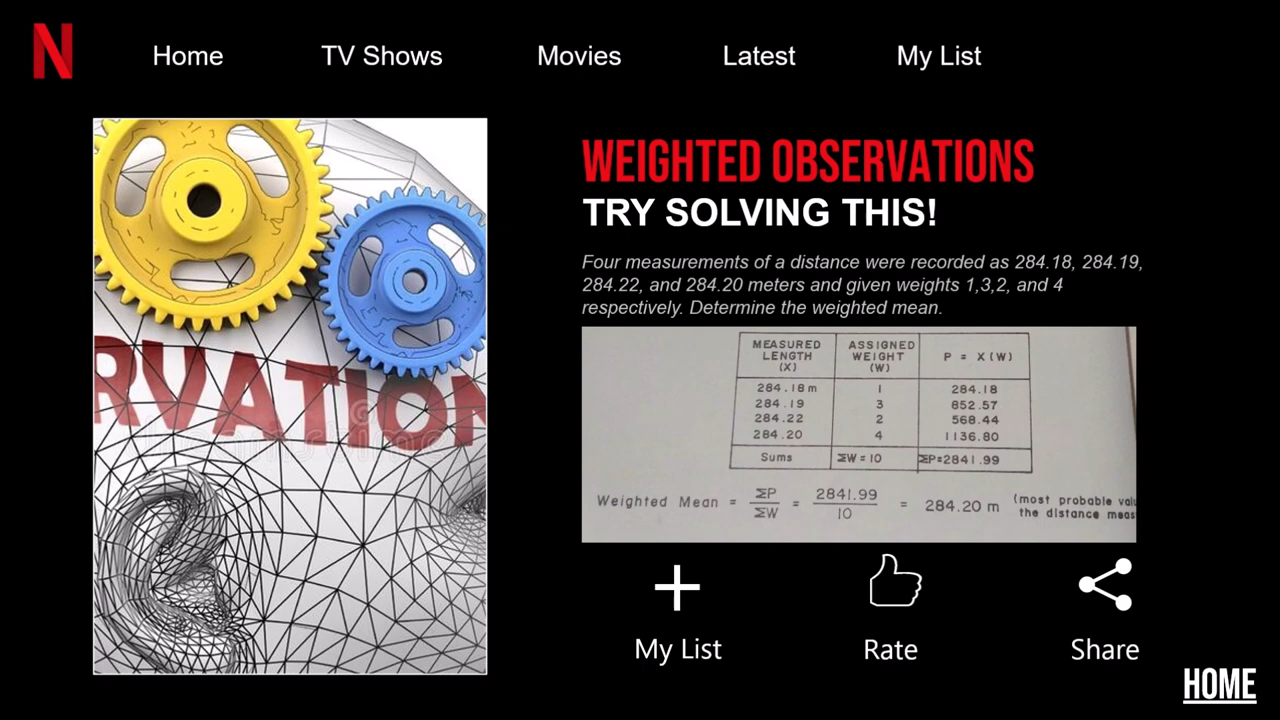 N
Home TV Shows Movies Latest My List
RVATION
WEIGHTED OBSERVATIONS
TRY SOLVING THIS!
Four measurements of a distance were recorded as 284.18, 284.19,
284.22, and 284.20 meters and given weights 1,3,2, and 4
respectively. Determine the weighted mean.
MEASURED LENGTH (X) ASSIGNED WEIGHT (W) P = X(W)
284.18m 1 284.18
284.19 3 852.57
284.22 2 568.44
284.20 4 1136.80
Sums ΣW = 10 ΣP=2841.99
Weighted Mean = ΣP/ΣW = 2841.99/10 = 284.20 m (most probable valu
the distance meas
My List Rate Share
HOME